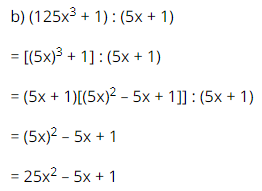 b) (125x³ + 1) : (5x + 1)
= [(5x)³ + 1] : (5x + 1)
= (5x + 1)[(5x)² – 5x + 1]] : (5x + 1)
= (5x)² – 5x + 1
= 25x² – 5x + 1